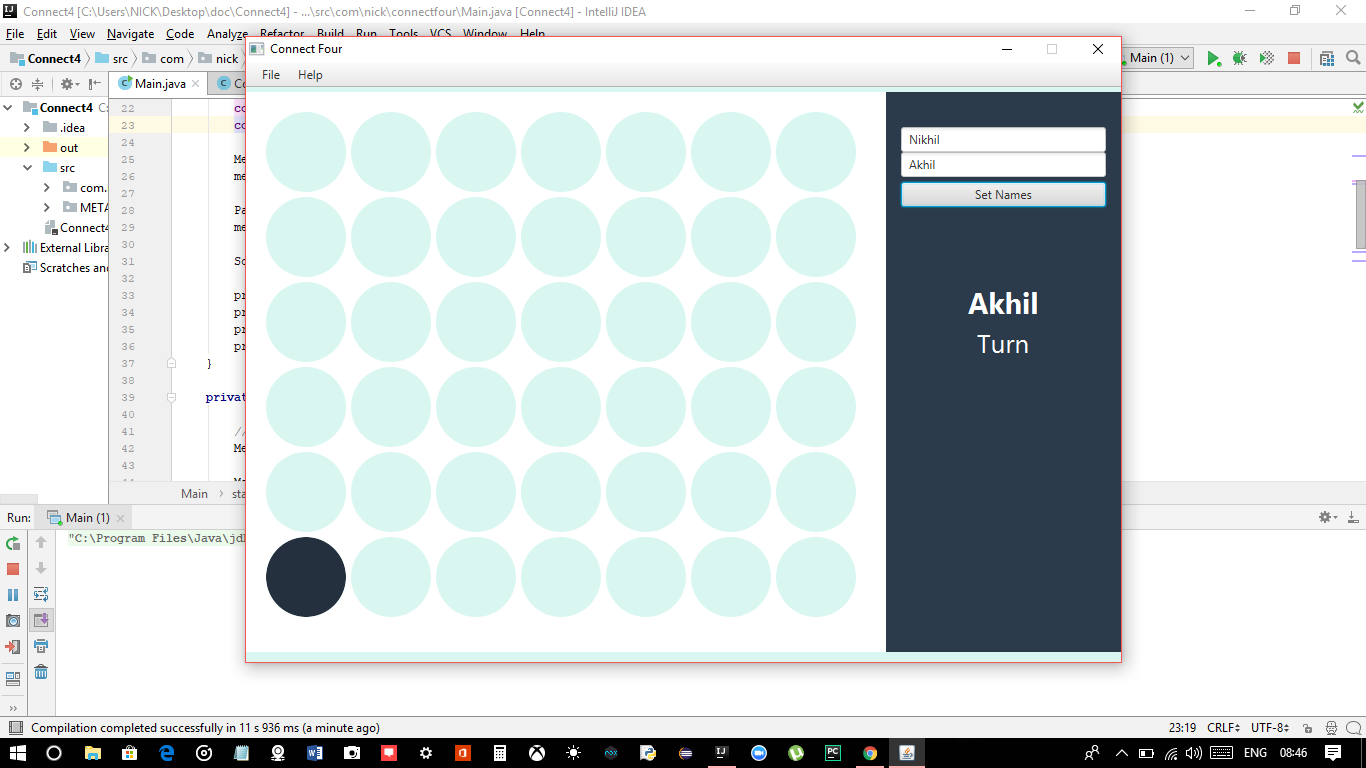 Connect4 [C:\Users\NICK\Desktop\doc\Connect4] - ...\src\com\nick\connectfour\Main.java [Connect4] - IntelliJ IDEA
File Edit View Navigate Code Analyze Refactor Build Run Tools VCS Window Help
Connect4 src com nick Main (1)
Connect Four
File Help
Main.java Co
Connect4 C:
.idea
out
src
com.
META
Connect4
External Libra
Scratches and
22 co
23 co
24
25 Me
26 me
27
28 Pa
29 me
30
31 Sc
32
33 pr
34 pr
35 pr
36 pr
37 }
38
39 privat
40
41 //
42 Me
43
Main sta
Nikhil
Akhil
Set Names
Akhil
Turn
Run: Main (1)
"C:\Program Files\Java\jd
Compilation completed successfully in 11 s 936 ms (a minute ago) 23:19 CRLF UTF-8
ENG 08:46